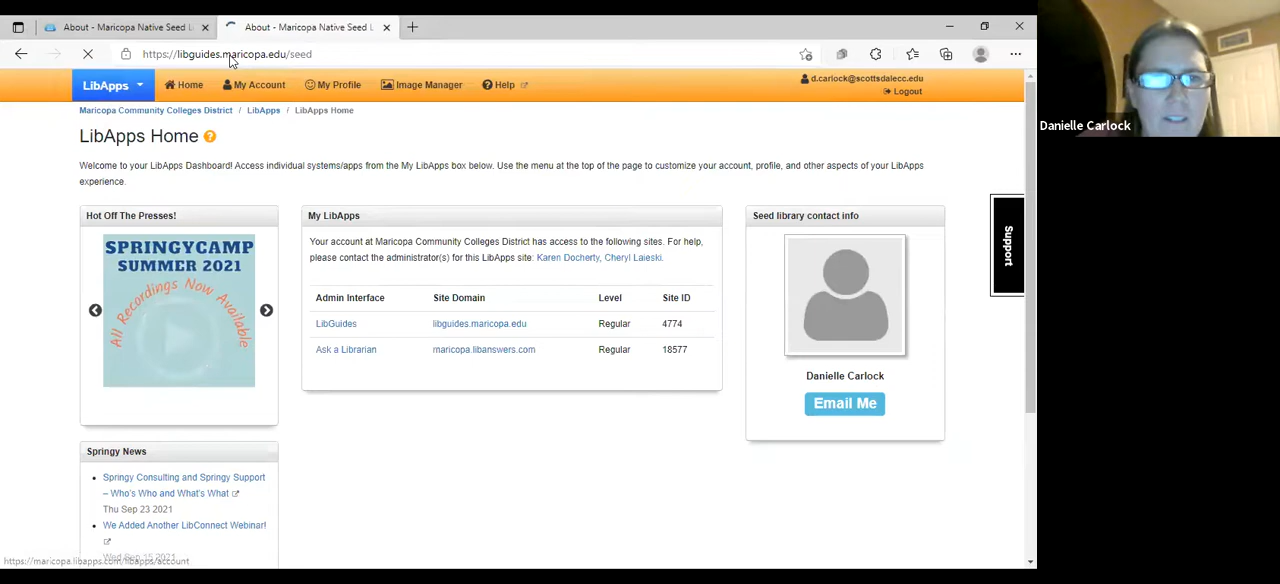 About - Maricopa Native Seed L
About - Maricopa Native Seed L
https://libguides.maricopa.edu/seed
LibApps
Home
My Account
My Profile
Image Manager
Help
d.carlock@scottsdalecc.edu
Logout
Maricopa Community Colleges District / LibApps / LibApps Home
LibApps Home
Welcome to your LibApps Dashboard! Access individual systems/apps from the My LibApps box below. Use the menu at the top of the page to customize your account, profile, and other aspects of your LibApps
experience.
Hot Off The Presses!
SPRINGYCAMP
SUMMER 2021
All Recordings Now Available
Springy News
Springy Consulting and Springy Support
– Who's Who and What's What
Thu Sep 23 2021
We Added Another LibConnect Webinar!
Wed Sep 15 2021
My LibApps
Your account at Maricopa Community Colleges District has access to the following sites. For help,
please contact the administrator(s) for this LibApps site: Karen Docherty, Cheryl Laieski.
Admin Interface Site Domain Level Site ID
LibGuides libguides.maricopa.edu Regular 4774
Ask a Librarian maricopa.libanswers.com Regular 18577
Seed library contact info
Danielle Carlock
Email Me
Support
https://maricopa.libapps.com/libapps/account
Danielle Carlock